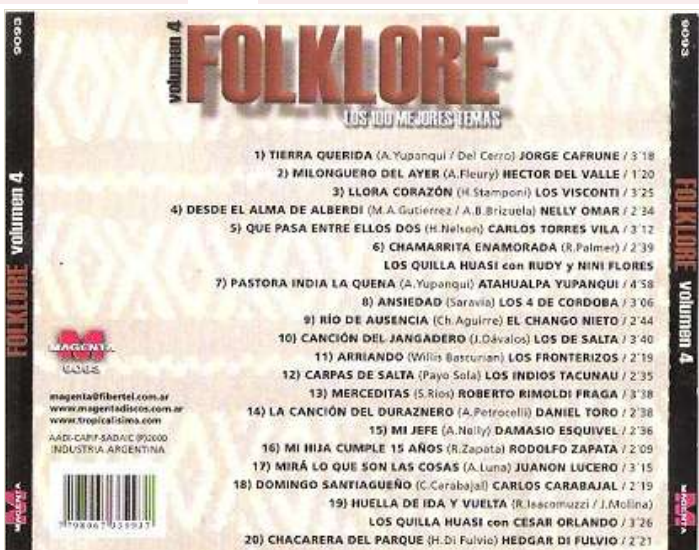 9093
FOLKLORE volumen 4
MAGENTA
volumen 4
FOLKLORE
LOS 100 MEJORES TEMAS
1) TIERRA QUERIDA (A.Yupanqui / Del Cerro) JORGE CAFRUNE / 3'18
2) MILONGUERO DEL AYER (A.Fleury) HECTOR DEL VALLE / 1'20
3) LLORA CORAZÓN (H.Stamponi) LOS VISCONTI / 3'25
4) DESDE EL ALMA DE ALBERDI (M.A.Gutierrez / A.B.Brizuela) NELLY OMAR / 2'34
5) QUE PASA ENTRE ELLOS DOS (H.Nelson) CARLOS TORRES VILA / 3'12
6) CHAMARRITA ENAMORADA (R.Palmer) / 2'39
LOS QUILLA HUASI con RUDY y NINI FLORES
7) PASTORA INDIA LA QUENA (A.Yupanqui) ATAHUALPA YUPANQUI / 4'58
8) ANSIEDAD (Saravia) LOS 4 DE CORDOBA / 3'06
9) RÍO DE AUSENCIA (Ch.Aguirre) EL CHANGO NIETO / 2'44
10) CANCIÓN DEL JANGADERO (J.Dávalos) LOS DE SALTA / 3'40
11) ARRIANDO (Willis Bascurian) LOS FRONTERIZOS / 2'19
12) CARPAS DE SALTA (Payo Sola) LOS INDIOS TACUNAU / 2'35
13) MERCEDITAS (S.Rios) ROBERTO RIMOLDI FRAGA / 3'38
14) LA CANCIÓN DEL DURAZNERO (A.Petrocelli) DANIEL TORO / 2'38
15) MI JEFE (A.Nelly) DAMASIO ESQUIVEL / 2'36
16) MI HIJA CUMPLE 15 AÑOS (R.Zapata) RODOLFO ZAPATA / 2'09
17) MIRÁ LO QUE SON LAS COSAS (A.Luna) JUANON LUCERO / 3'15
18) DOMINGO SANTIAGUEÑO (C.Carabajal) CARLOS CARABAJAL / 2'19
19) HUELLA DE IDA Y VUELTA (R.Iaacomuzzi / J.Molina)
LOS QUILLA HUASI con CESAR ORLANDO / 3'26
20) CHACARERA DEL PARQUE (H.Di Fulvio) HEDGAR DI FULVIO / 2'21
MAGENTA
9093
magenta@fibertel.com.ar
www.magentadiscos.com.ar
www.tropicalisima.com
AADI-CAPIF-SADAIC (P)2000
INDUSTRIA ARGENTINA
9093
FOLKLORE volumen 4
MAGENTA